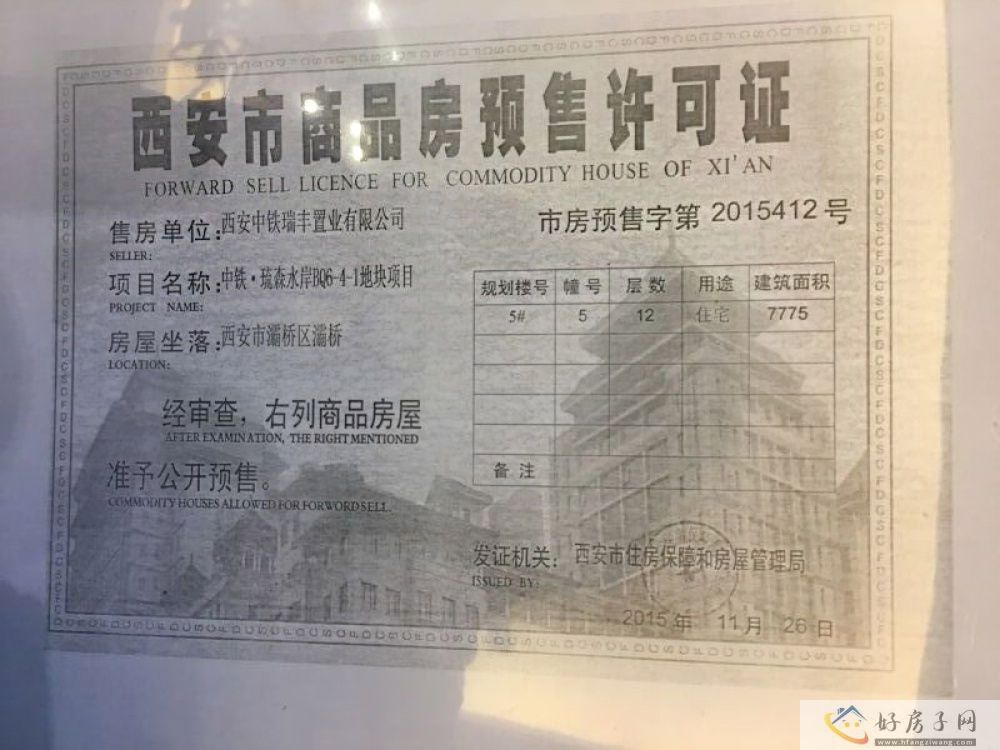 西安市商品房预售许可证
FORWARD SELL LICENCE FOR COMMODITY HOUSE OF XI'AN
市房预售字第 2015412 号
售房单位:西安中铁瑞丰置业有限公司
SELLER:
项目名称:中铁·琉森水岸BQ6-4-1地块项目
PROJECT NAME:
房屋坐落:西安市灞桥区灞桥
LOCATION:
经审查，右列商品房屋
AFTER EXAMINATION, THE RIGHT MENTIONED
准予公开预售。
COMMODITY HOUSES ALLOWED FOR FORWORD SELL.
规划楼号 幢号 层数 用途 建筑面积
5# 5 12 住宅 7775
备注
发证机关: 西安市住房保障和房屋管理局
ISSUED BY:
2015 年 11 月 26 日
好房子网
www.hfangziwang.com